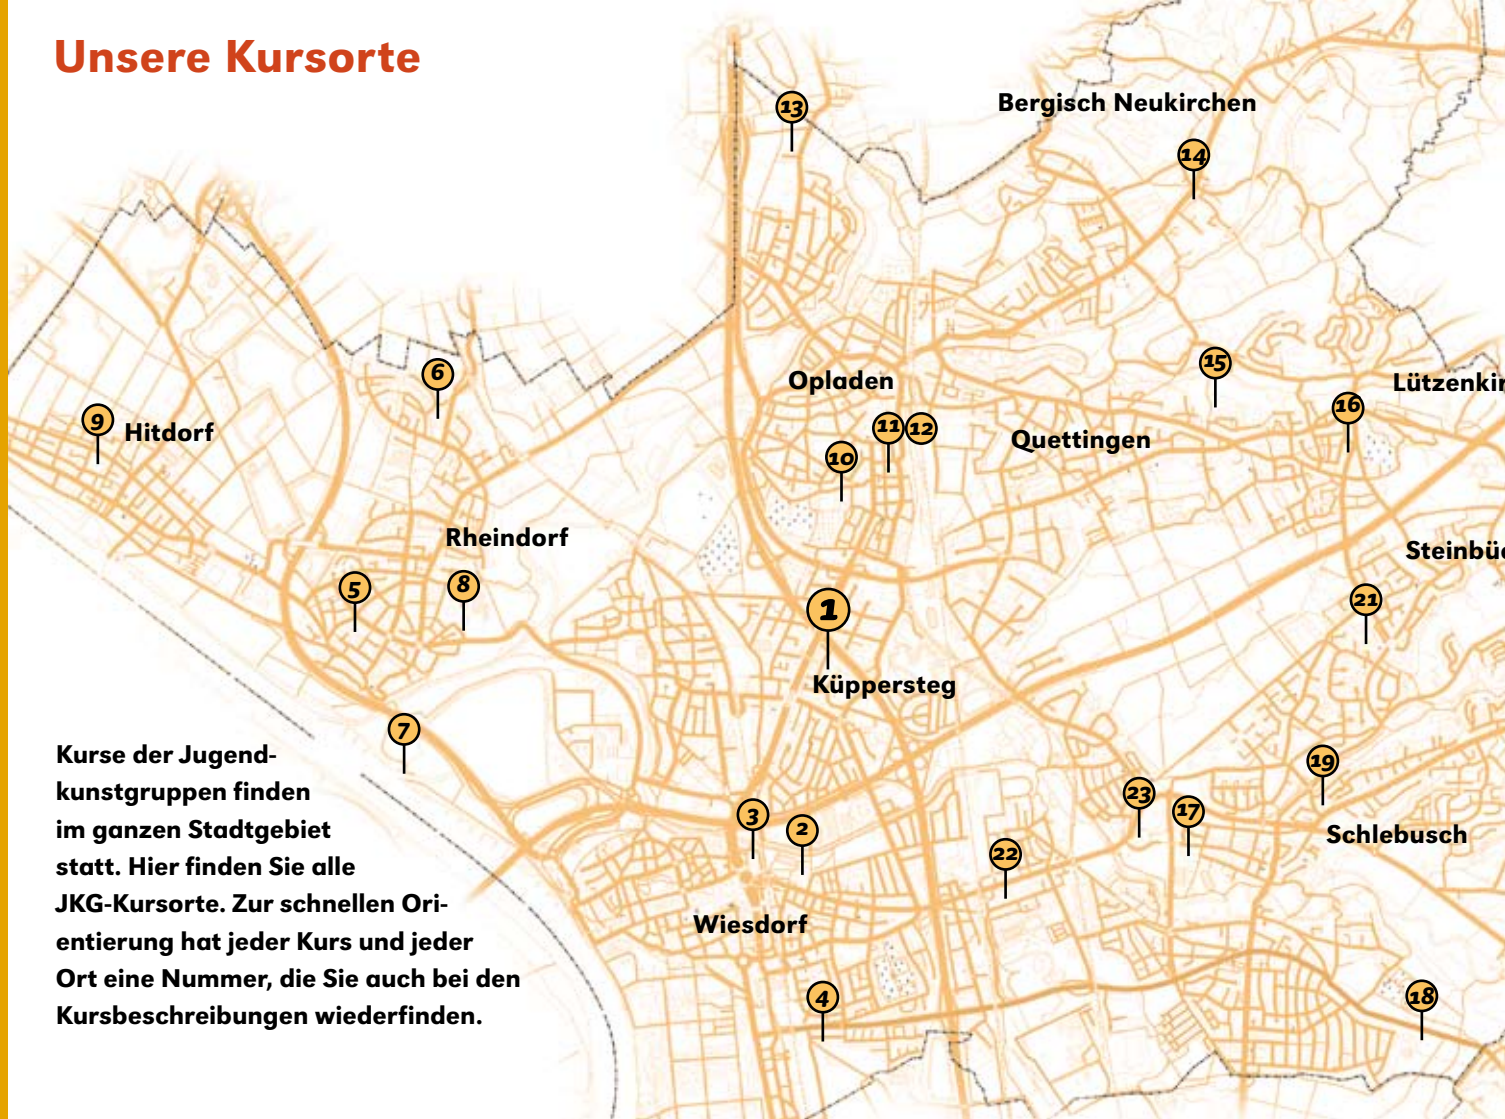 Unsere Kursorte
13
Bergisch Neukirchen
14
6
15
Opladen
Lützenkir
9
Hitdorf
16
11
12
Quettingen
10
Rheindorf
Steinbü
5
8
1
21
Küppersteg
7
Kurse der Jugend-
kunstgruppen finden
im ganzen Stadtgebiet
statt. Hier finden Sie alle
JKG-Kursorte. Zur schnellen Ori-
entierung hat jeder Kurs und jeder
Ort eine Nummer, die Sie auch bei den
Kursbeschreibungen wiederfinden.
19
23
17
3
2
Schlebusch
22
Wiesdorf
4
18